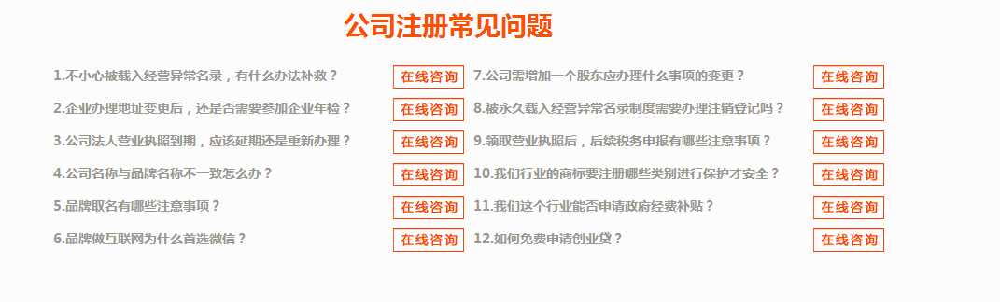 公司注册常见问题
1.不小心被载入经营异常名录，有什么办法补救？ 在线咨询
7.公司需增加一个股东应办理什么事项的变更？ 在线咨询
2.企业办理地址变更后，还是否需要参加企业年检？ 在线咨询
8.被永久载入经营异常名录制度需要办理注销登记吗？ 在线咨询
3.公司法人营业执照到期，应该延期还是重新办理？ 在线咨询
9.领取营业执照后，后续税务申报有哪些注意事项？ 在线咨询
4.公司名称与品牌名称不一致怎么办？ 在线咨询
10.我们行业的商标要注册哪些类别进行保护才安全？ 在线咨询
5.品牌取名有哪些注意事项？ 在线咨询
11.我们这个行业能否申请政府经费补贴？ 在线咨询
6.品牌做互联网为什么首选微信？ 在线咨询
12.如何免费申请创业贷？ 在线咨询